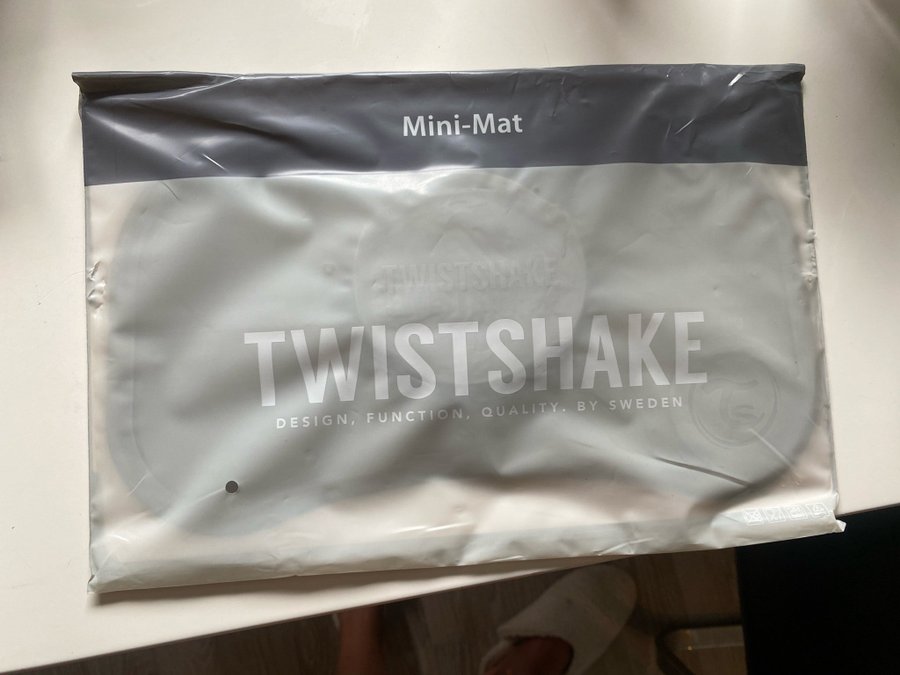 Mini-Mat
TWISTSHAKE
TWISTSHAKE
DESIGN, FUNCTION, QUALITY. BY SWEDEN